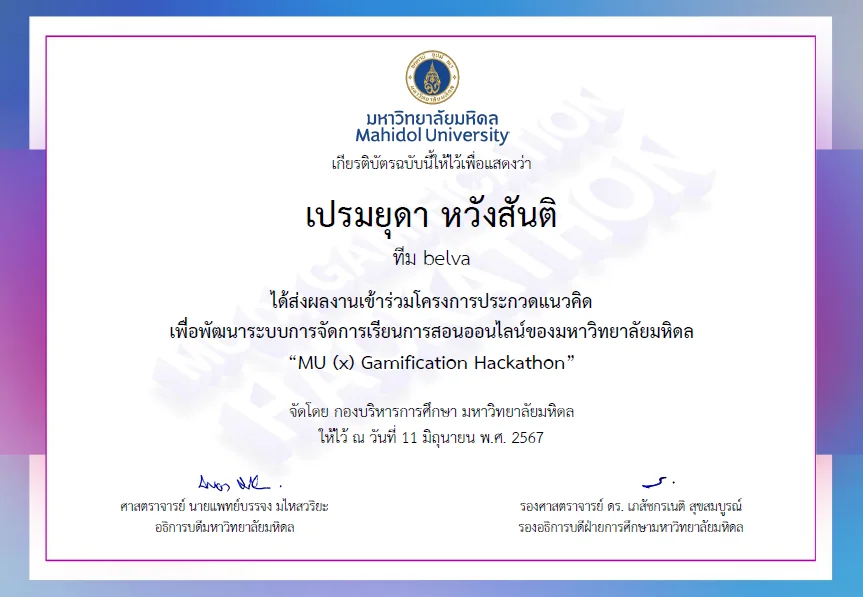 มหาวิทยาลัยมหิดล
Mahidol University
เกียรติบัตรฉบับนี้ให้ไว้เพื่อแสดงว่า
เปรมยุดา หวังสันติ
ทีม belva
ได้ส่งผลงานเข้าร่วมโครงการประกวดแนวคิด
เพื่อพัฒนาระบบการจัดการเรียนการสอนออนไลน์ของมหาวิทยาลัยมหิดล
“MU (x) Gamification Hackathon”
จัดโดย กองบริหารการศึกษา มหาวิทยาลัยมหิดล
ให้ไว้ ณ วันที่ 11 มิถุนายน พ.ศ. 2567
ศาสตราจารย์ นายแพทย์บรรจง มไหสวริยะ
อธิการบดีมหาวิทยาลัยมหิดล
รองศาสตราจารย์ ดร. เภสัชกรเนติ สุขสมบูรณ์
รองอธิการบดีฝ่ายการศึกษามหาวิทยาลัยมหิดล
MU (X) GAMIFICATION
HACKATHON